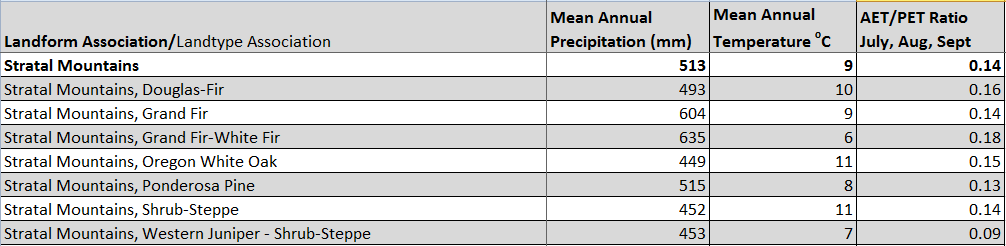 Landform Association/Landtype Association Mean Annual Precipitation (mm) Mean Annual Temperature °C AET/PET Ratio July, Aug, Sept
Stratal Mountains 513 9 0.14
Stratal Mountains, Douglas-Fir 493 10 0.16
Stratal Mountains, Grand Fir 604 9 0.14
Stratal Mountains, Grand Fir-White Fir 635 6 0.18
Stratal Mountains, Oregon White Oak 449 11 0.15
Stratal Mountains, Ponderosa Pine 515 8 0.13
Stratal Mountains, Shrub-Steppe 452 11 0.14
Stratal Mountains, Western Juniper - Shrub-Steppe 453 7 0.09